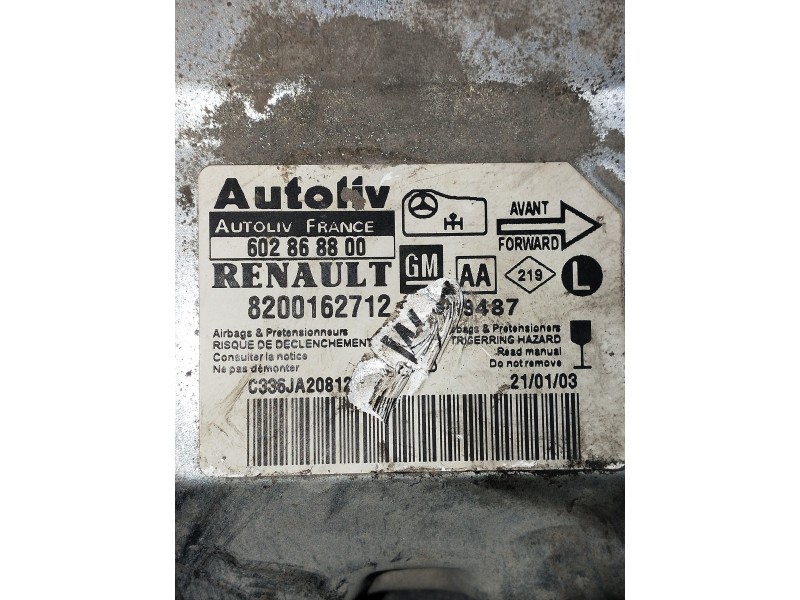 Autoliv
AUTOLIV FRANCE
602 86 88 00
RENAULT
GM
AA
219
L
AVANT
FORWARD
8200162712
9487
Airbags & Pretensionneurs
RISQUE DE DECLENCHEMENT
Consulter la notice
Ne pas démonter
& Pretensioners
TRIGERRING HAZARD
Read manual
Do not remove
C336JA20812
21/01/03